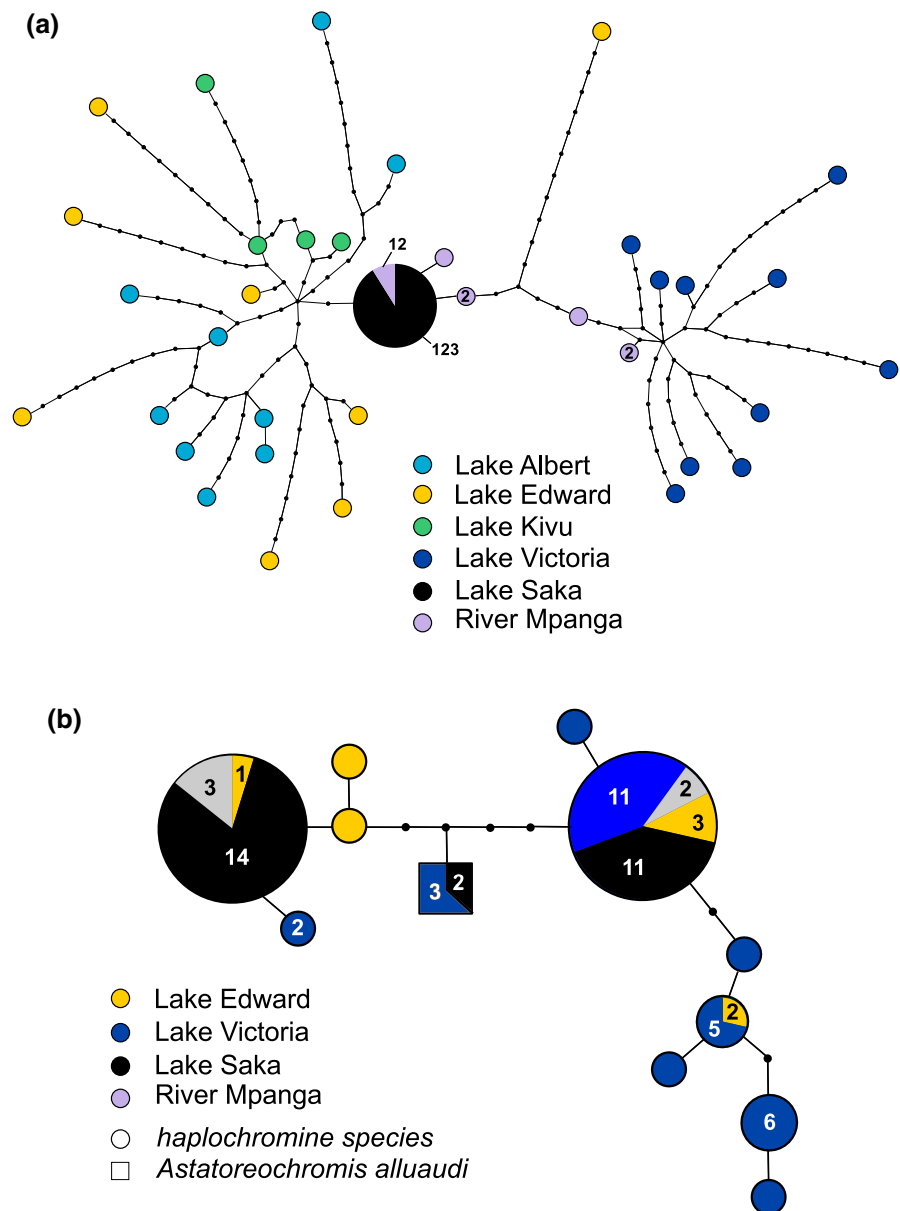 (a)
12
2
123
2
Lake Albert
Lake Edward
Lake Kivu
Lake Victoria
Lake Saka
River Mpanga
(b)
3
1
14
2
3
2
11
2
3
11
2
5
6
Lake Edward
Lake Victoria
Lake Saka
River Mpanga
haplochromine species
Astatoreochromis alluaudi